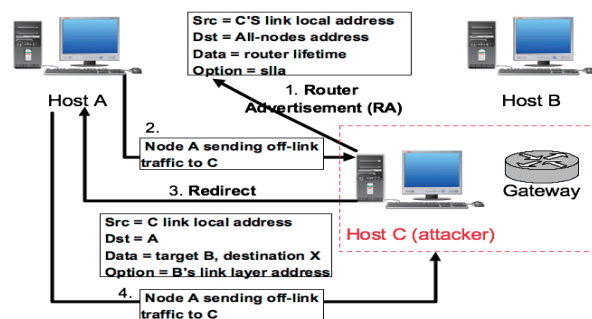 Src = C'S link local address
Dst = All-nodes address
Data = router lifetime
Option = slla
Host A
1. Router
Advertisement (RA)
Host B
2.
Node A sending off-link
traffic to C
3. Redirect
Gateway
Src = C link local address
Dst = A
Data = target B, destination X
Option = B's link layer address
Host C (attacker)
4.
Node A sending off-link
traffic to C